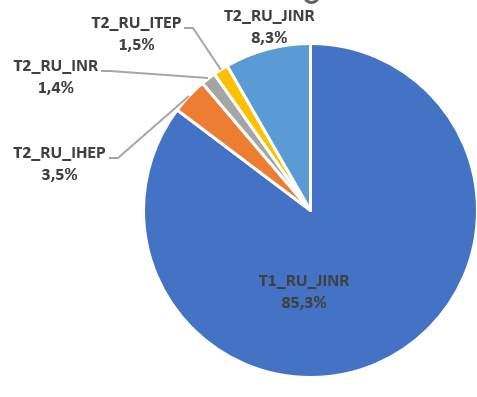 T2_RU_JINR
8,3%
T2_RU_ITEP
1,5%
T2_RU_INR
1,4%
T2_RU_IHEP
3,5%
T1_RU_JINR
85,3%